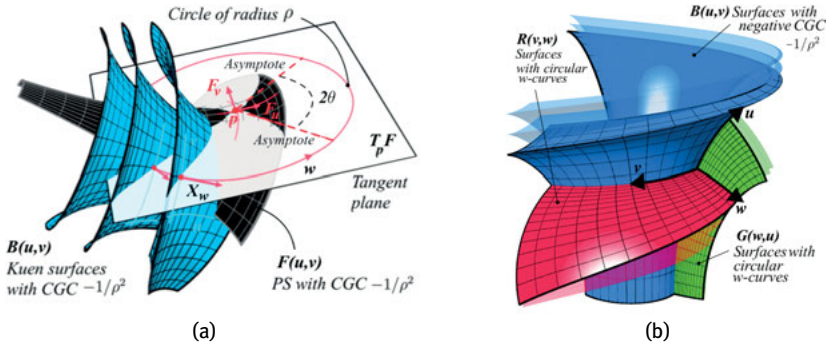 Circle of radius ρ
Asymptote
F_v
2θ
P
F_u
Asymptote
T_pF
w
X_w
Tangent
plane
B(u,v)
Kuen surfaces
with CGC −1/ρ²
F(u,v)
PS with CGC −1/ρ²
(a)
B(u,v) Surfaces with
negative CGC
−1/ρ²
R(v,w)
Surfaces
with circular
w-curves
u
v
w
G(w,u)
Surfaces with
circular
w-curves
(b)